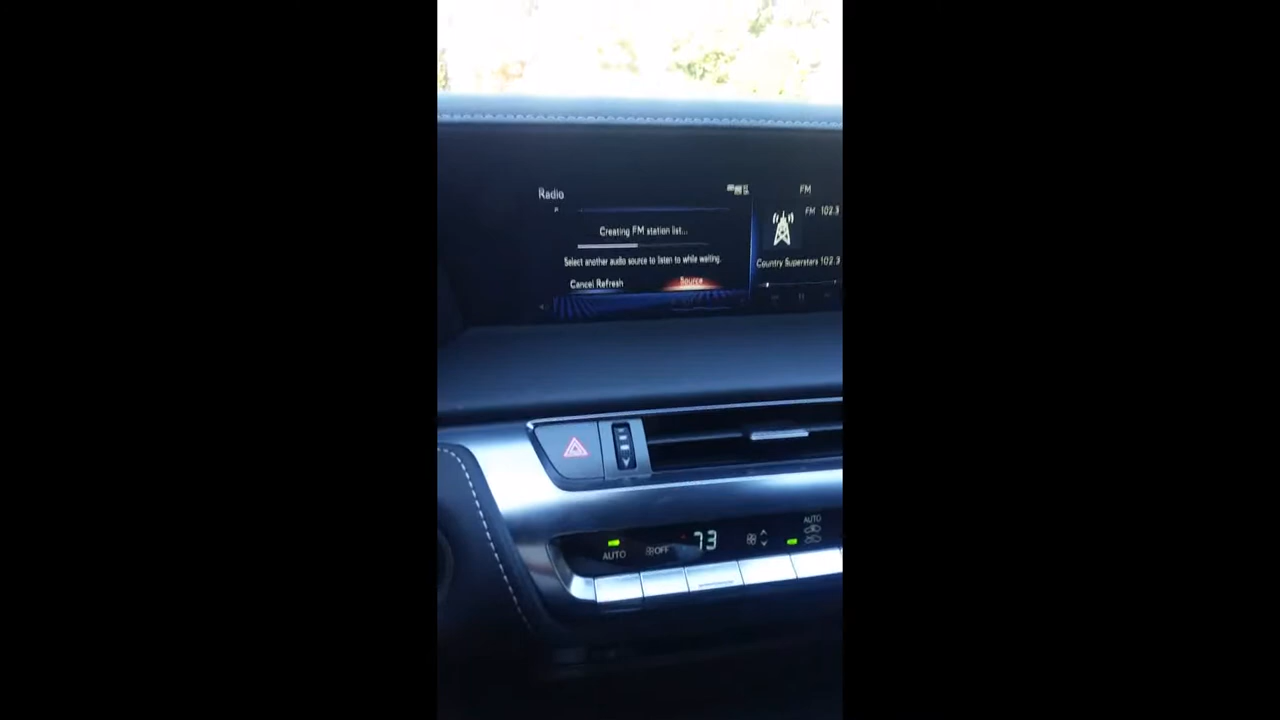 Radio
FM
FM 102.3
Creating FM station list...
Select another audio source to listen to while waiting.
Country Superstars 102.3
Cancel Refresh
Source
AUTO
OFF
73
AUTO